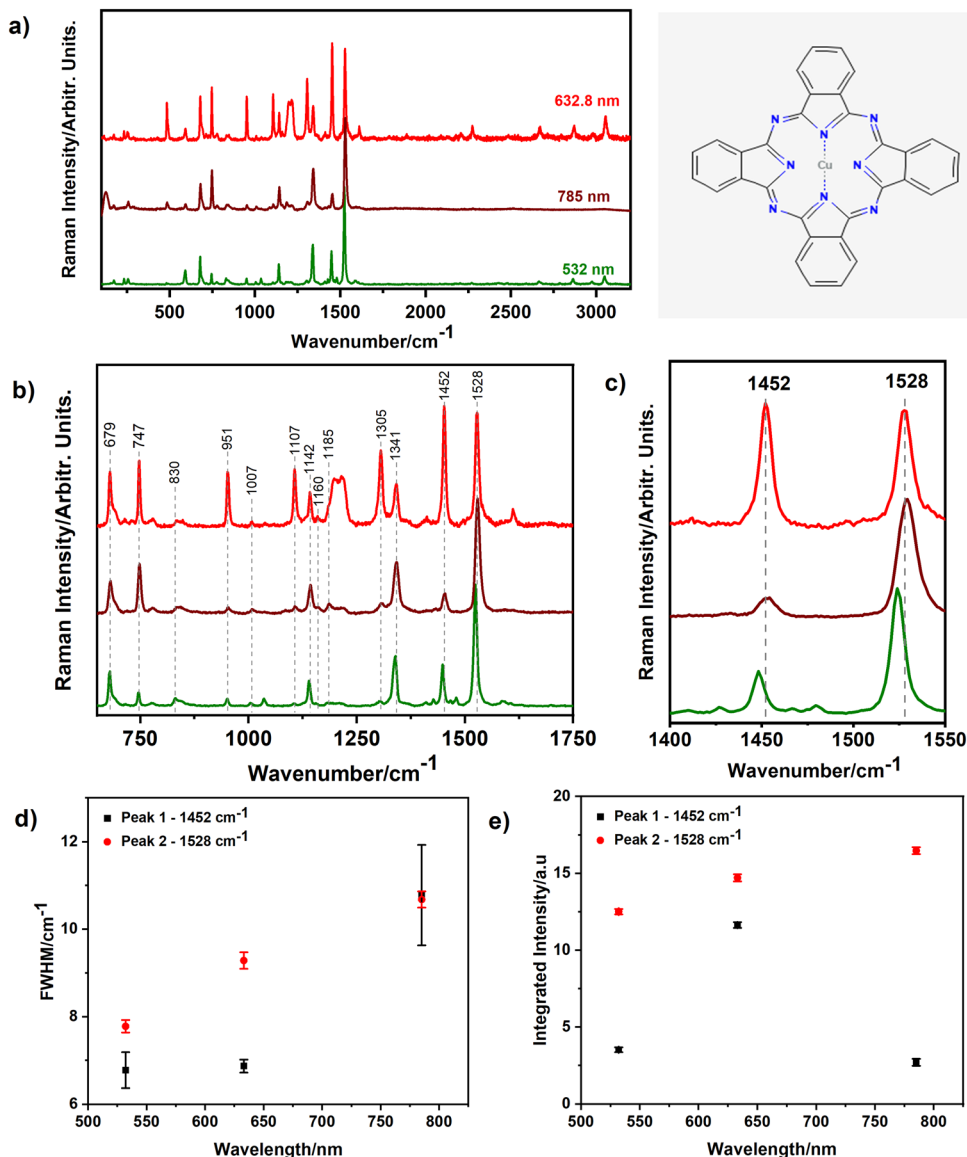 a)
Raman Intensity/Arbitr. Units.
632.8 nm
785 nm
532 nm
500 1000 1500 2000 2500 3000
Wavenumber/cm-1
N N N N Cu N N N N
b)
Raman Intensity/Arbitr. Units.
679
747
830
951
1007
1107
1142
1160
1185
1305
1341
1452
1528
750 1000 1250 1500 1750
Wavenumber/cm-1
c)
Raman Intensity/Arbitr. Units.
1452 1528
1400 1450 1500 1550
Wavenumber/cm-1
d)
Peak 1 - 1452 cm-1
Peak 2 - 1528 cm-1
FWHM/cm-1
12
10
8
6
500 550 600 650 700 750 800
Wavelength/nm
e)
Peak 1 - 1452 cm-1
Peak 2 - 1528 cm-1
Integrated Intensity/a.u
20
15
10
5
0
500 550 600 650 700 750 800
Wavelength/nm